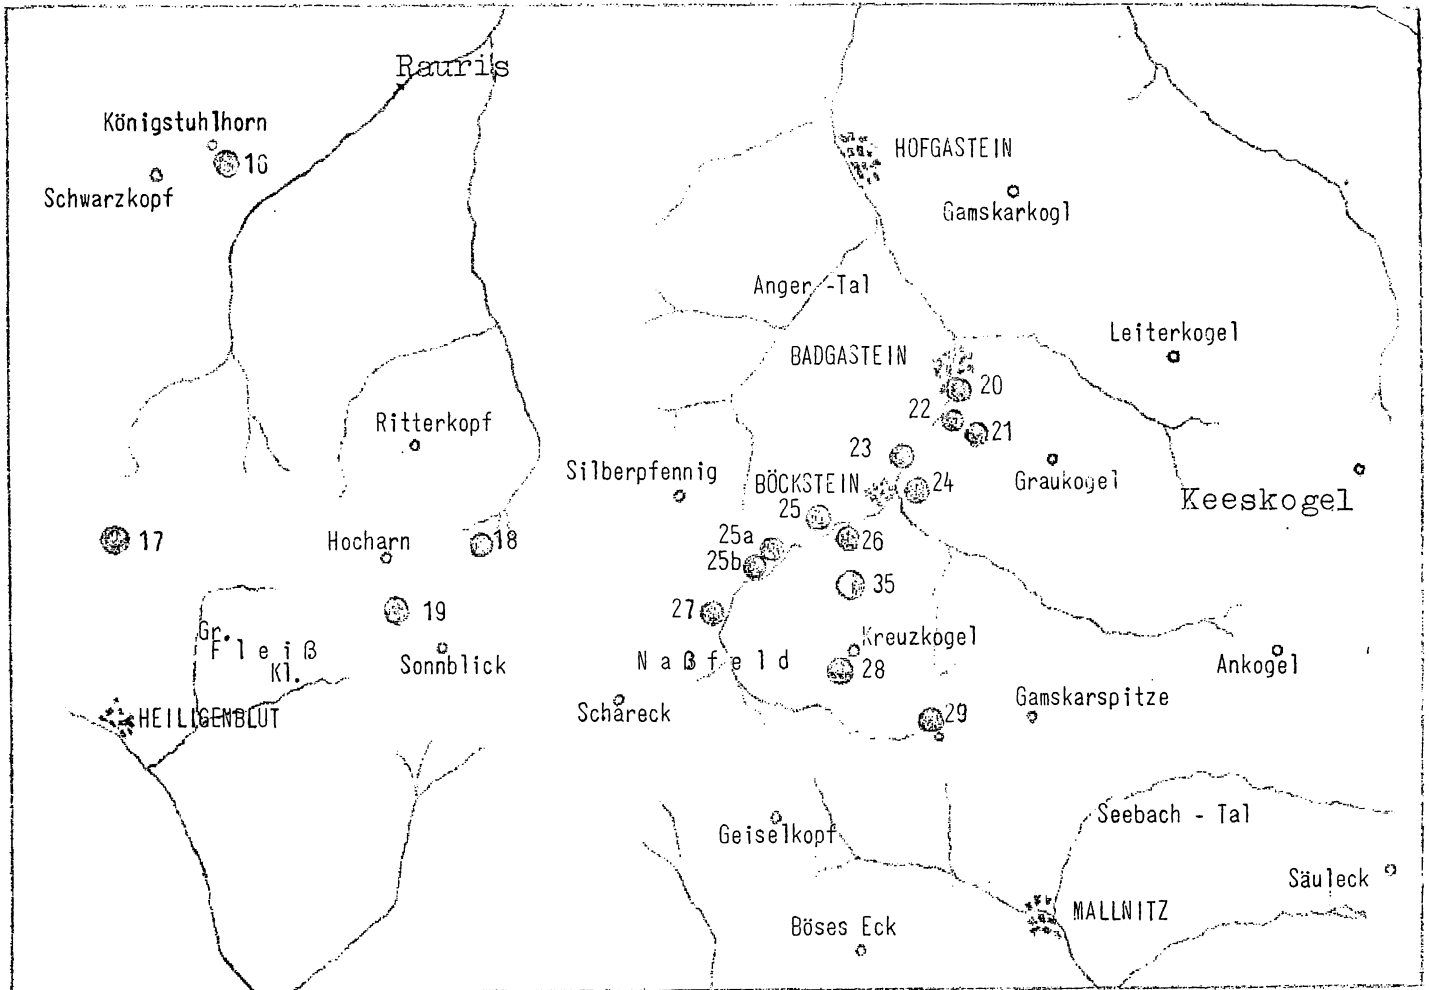 Rauris
Königstuhlhorn
16
Schwarzkopf
HOFGASTEIN
Gamskarkogl
Anger-Tal
Leiterkogel
BADGASTEIN
20
22
21
Ritterkopf
23
Silberpfennig
BÖCKSTEIN
24
Graukogel
Keeskogel
25
17
Hocharn
18
25a
26
25b
35
19
27
Gr.
Fleiß
Kl.
Sonnblick
Naßfeld
Kreuzkogel
28
Ankogel
HEILIGENBLUT
Schareck
29
Gamskarspitze
Geiselkopf
Seebach - Tal
Säuleck
Böses Eck
MALLNITZ